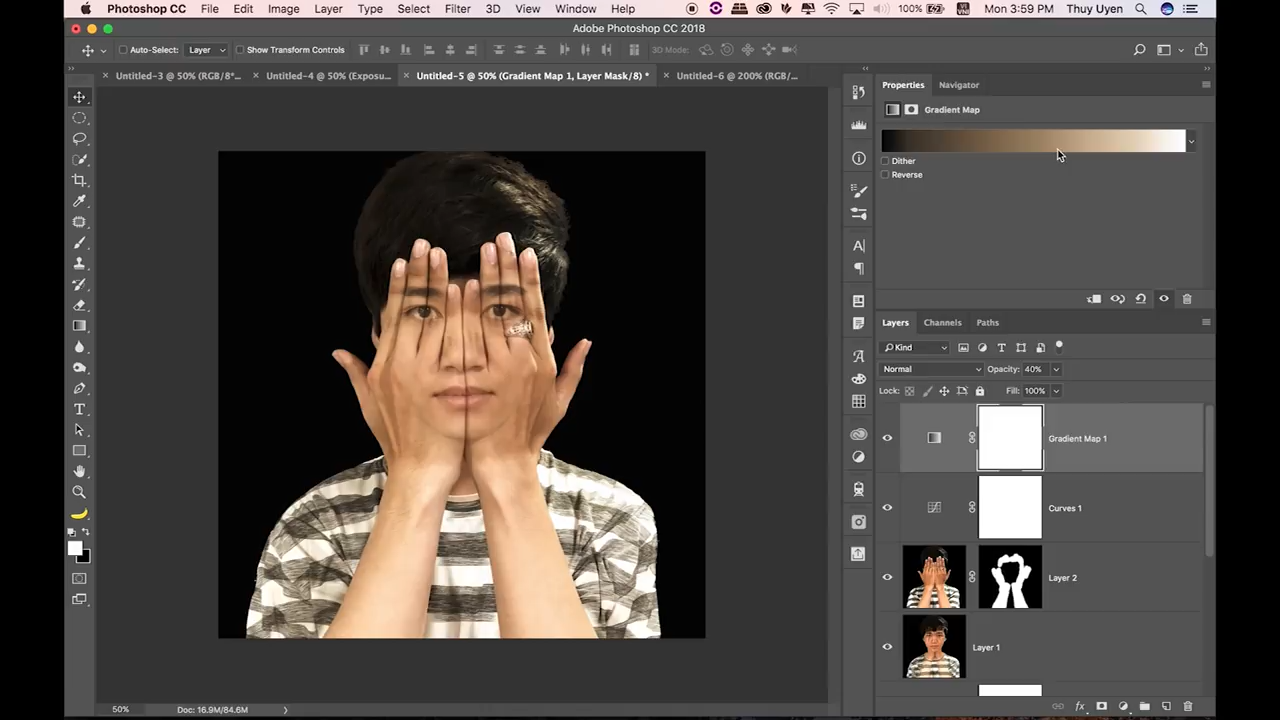 Photoshop CC File Edit Image Layer Type Select Filter 3D View Window Help 100% Mon 3:59 PM Thuy Uyen
Adobe Photoshop CC 2018
Auto-Select: Layer Show Transform Controls 3D Mode:
Untitled-3 @ 50% (RGB/8*... Untitled-4 @ 50% (Exposu... Untitled-5 @ 50% (Gradient Map 1, Layer Mask/8) * Untitled-6 @ 200% (RGB/...
Properties Navigator
Gradient Map
Dither
Reverse
Layers Channels Paths
Kind
Normal Opacity: 40%
Lock: Fill: 100%
Gradient Map 1
Curves 1
Layer 2
Layer 1
50% Doc: 16.9M/84.6M